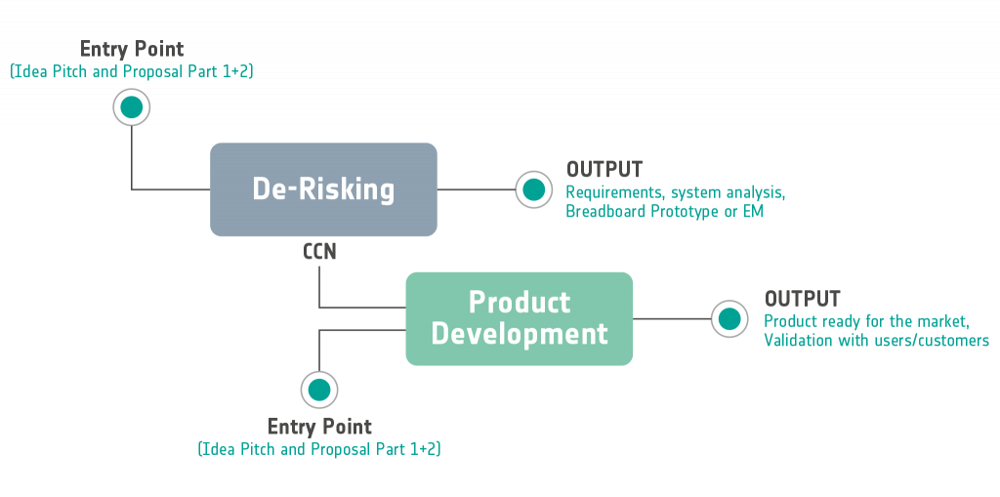 Entry Point
(Idea Pitch and Proposal Part 1+2)
De-Risking
OUTPUT
Requirements, system analysis,
Breadboard Prototype or EM
CCN
Product
Development
OUTPUT
Product ready for the market,
Validation with users/customers
Entry Point
(Idea Pitch and Proposal Part 1+2)